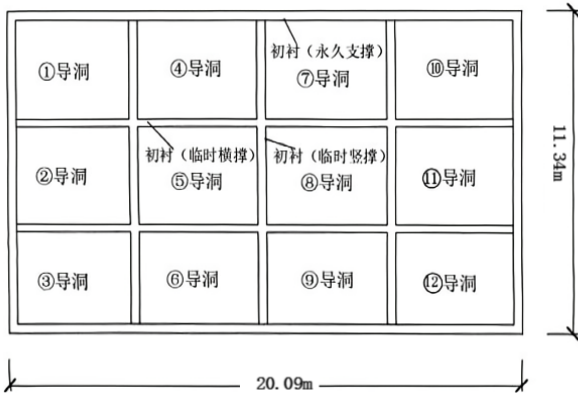 初衬（永久支撑）
①导洞
④导洞
⑦导洞
⑩导洞
初衬（临时横撑）
初衬（临时竖撑）
②导洞
⑤导洞
⑧导洞
⑪导洞
11.34m
③导洞
⑥导洞
⑨导洞
⑫导洞
20.09m